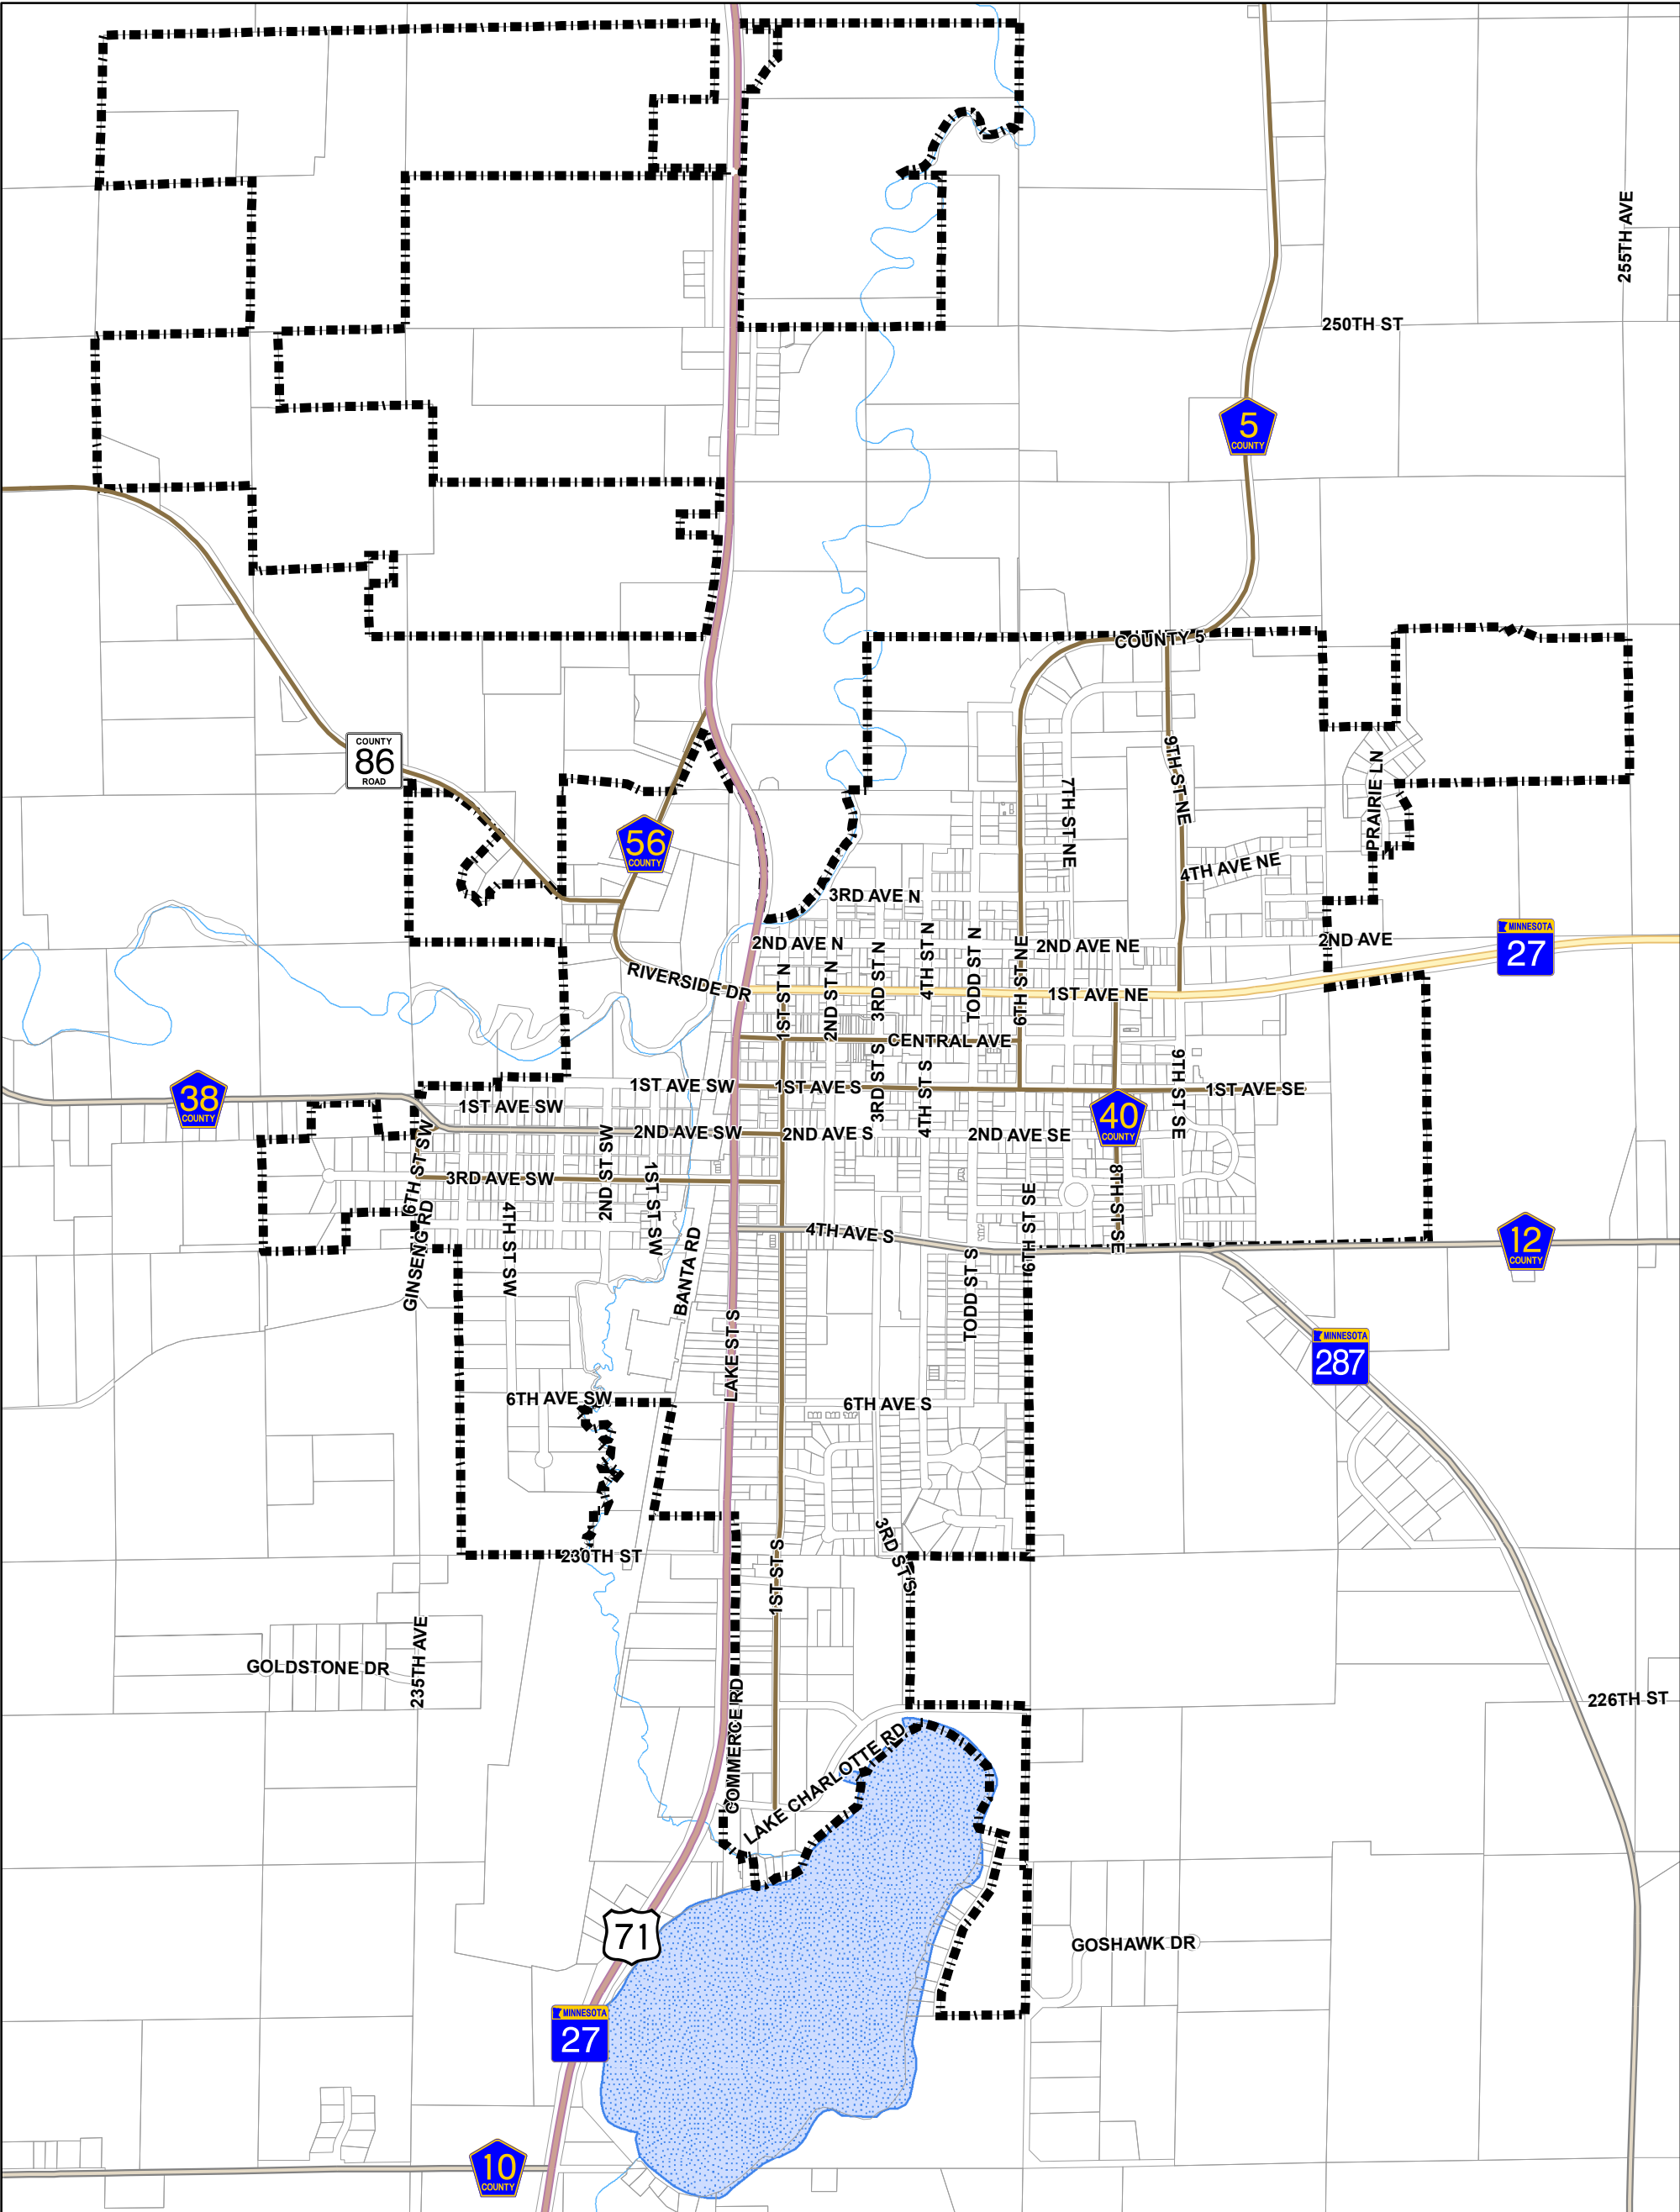 255TH AVE
250TH ST
5
COUNTY
COUNTY 5
COUNTY
86
ROAD
9TH ST NE
7TH ST NE
PRAIRIE LN
56
COUNTY
4TH AVE NE
3RD AVE N
2ND AVE N
2ND AVE NE
2ND AVE
MINNESOTA
27
RIVERSIDE DR
1ST ST N
2ND ST N
3RD ST N
4TH ST N
TODD ST N
6TH ST NE
1ST AVE NE
CENTRAL AVE
38
COUNTY
1ST AVE SW
1ST AVE SW
1ST AVE S
3RD ST S
4TH ST S
9TH ST SE
1ST AVE SE
40
COUNTY
2ND AVE SW
2ND AVE S
2ND AVE SE
6TH ST SW
3RD AVE SW
2ND ST SW
1ST ST SW
8TH ST SE
GINSENG RD
4TH ST SW
BANTA RD
4TH AVE S
TODD ST S
6TH ST SE
12
COUNTY
LAKE ST S
MINNESOTA
287
6TH AVE SW
6TH AVE S
230TH ST
1ST ST S
3RD ST S
235TH AVE
GOLDSTONE DR
COMMERCE RD
226TH ST
LAKE CHARLOTTE RD
71
GOSHAWK DR
MINNESOTA
27
10
COUNTY